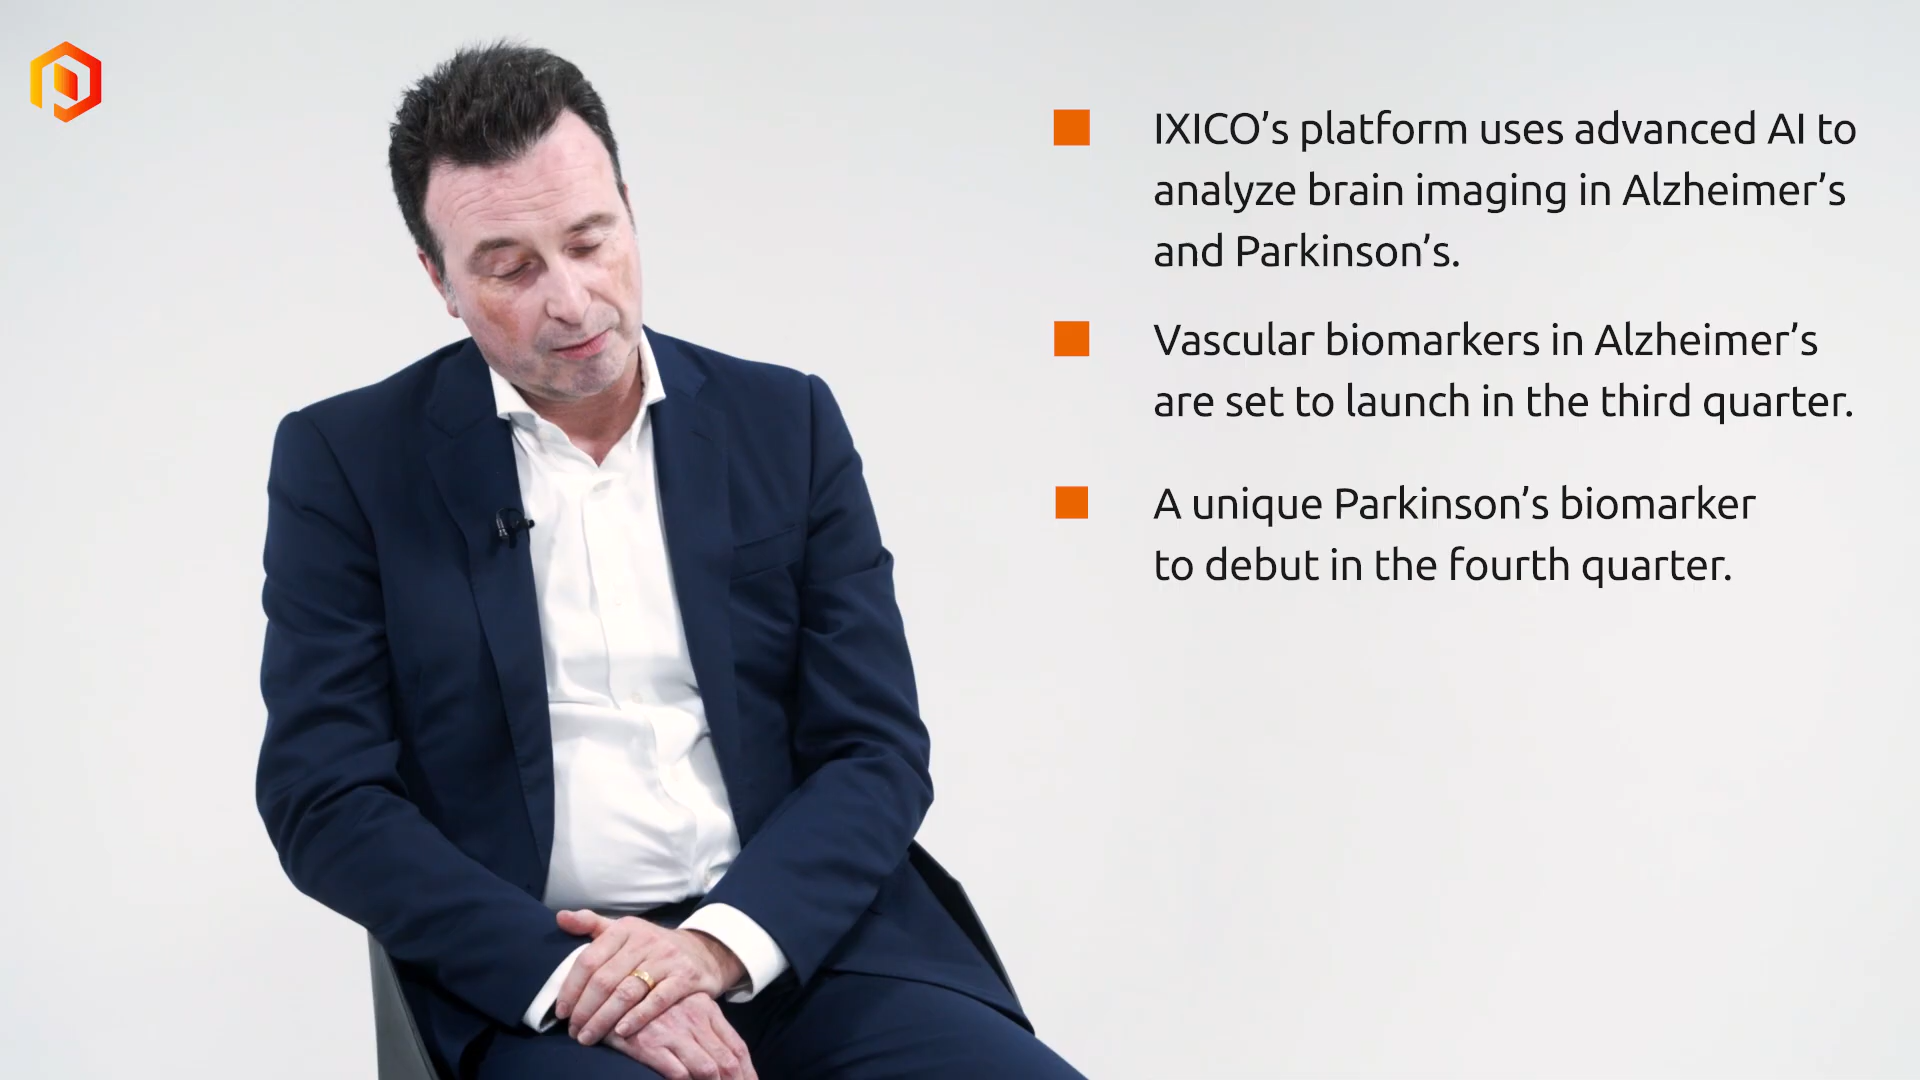 IXICO’s platform uses advanced AI to
analyze brain imaging in Alzheimer’s
and Parkinson’s.
Vascular biomarkers in Alzheimer’s
are set to launch in the third quarter.
A unique Parkinson’s biomarker
to debut in the fourth quarter.